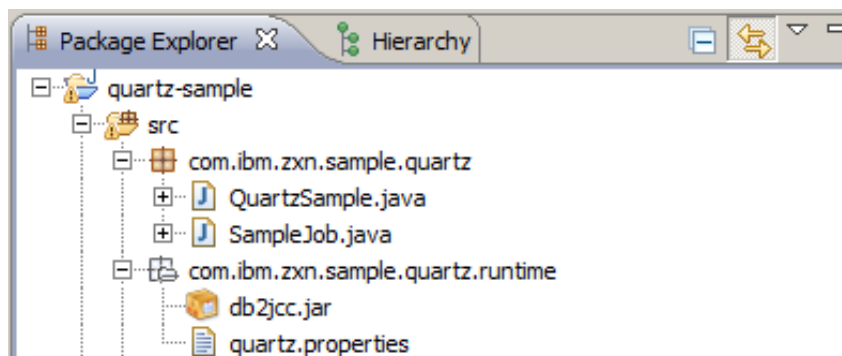 Package Explorer Hierarchy
quartz-sample
src
com.ibm.zxn.sample.quartz
QuartzSample.java
SampleJob.java
com.ibm.zxn.sample.quartz.runtime
db2jcc.jar
quartz.properties